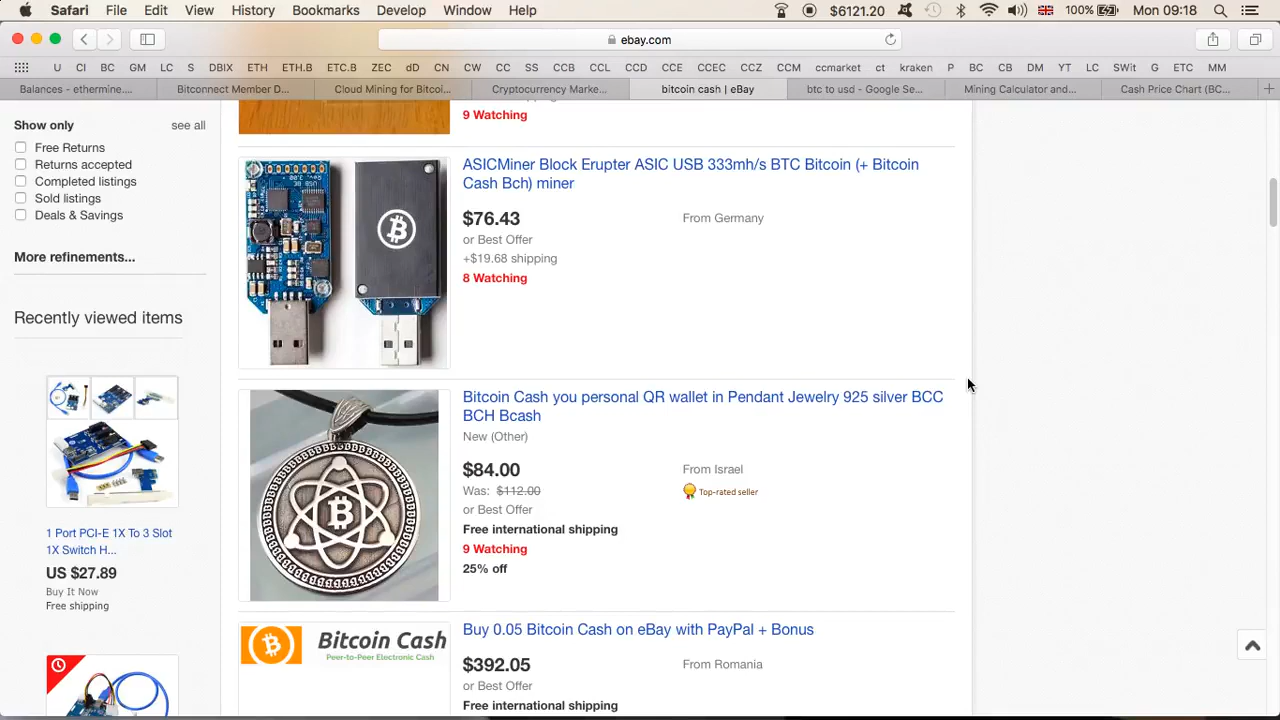 Safari File Edit View History Bookmarks Develop Window Help $6121.20 100% Mon 09:18
ebay.com
U CI BC GM LC S DBIX ETH ETH.B ETC.B ZEC dD CN CW CC SS CCB CCL CCD CCE CCEC CCZ CCM ccmarket ct kraken P BC CB DM YT LC SWit G ETC MM
Balances - ethermine.... Bitconnect Member D... Cloud Mining for Bitcoi... Cryptocurrency Marke... bitcoin cash | eBay btc to usd - Google Se... Mining Calculator and... Cash Price Chart (BC...
Show only see all
Free Returns
Returns accepted
Completed listings
Sold listings
Deals & Savings
More refinements...
Recently viewed items
1 Port PCI-E 1X To 3 Slot
1X Switch H...
US $27.89
Buy It Now
Free shipping
9 Watching
ASICMiner Block Erupter ASIC USB 333mh/s BTC Bitcoin (+ Bitcoin
Cash Bch) miner
$76.43 From Germany
or Best Offer
+$19.68 shipping
8 Watching
Bitcoin Cash you personal QR wallet in Pendant Jewelry 925 silver BCC
BCH Bcash
New (Other)
$84.00 From Israel
Was: $112.00 Top-rated seller
or Best Offer
Free international shipping
9 Watching
25% off
Bitcoin Cash
Peer-to-Peer Electronic Cash
Buy 0.05 Bitcoin Cash on eBay with PayPal + Bonus
$392.05 From Romania
or Best Offer
Free international shipping